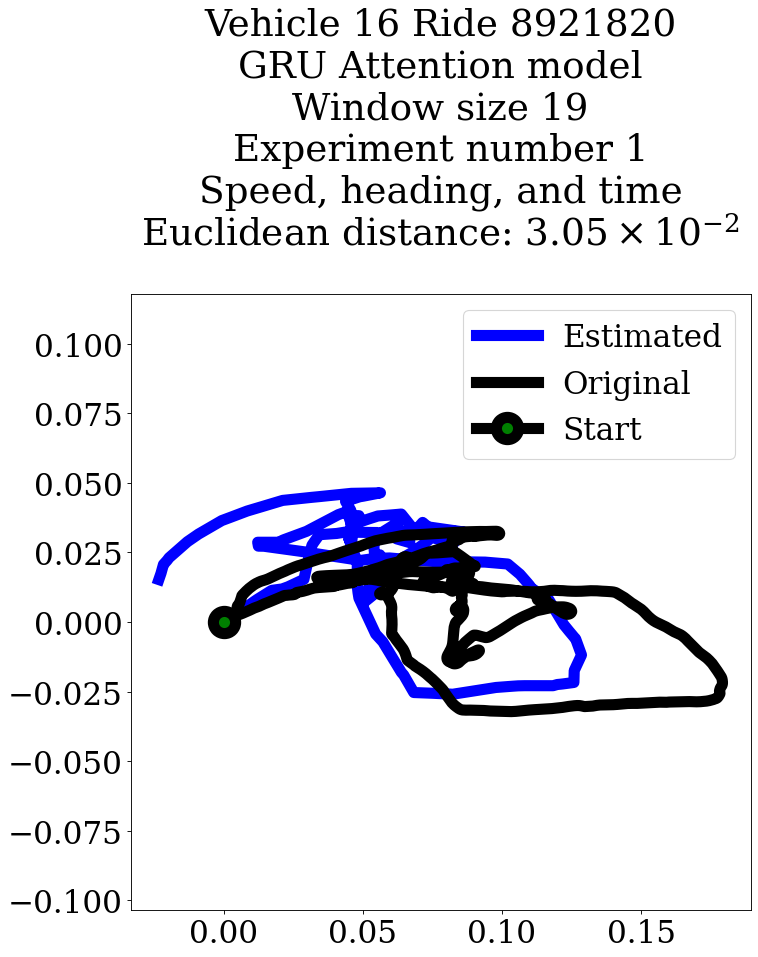 Vehicle 16 Ride 8921820
GRU Attention model
Window size 19
Experiment number 1
Speed, heading, and time
Euclidean distance: 3.05 × 10⁻²
Estimated
Original
Start
0.100
0.075
0.050
0.025
0.000
−0.025
−0.050
−0.075
−0.100
0.00 0.05 0.10 0.15